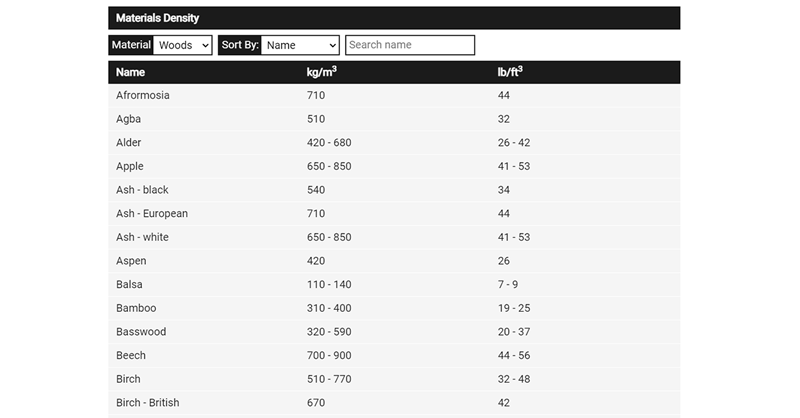 Materials Density
Material Woods Sort By: Name Search name
Name kg/m³ lb/ft³
Afrormosia 710 44
Agba 510 32
Alder 420 - 680 26 - 42
Apple 650 - 850 41 - 53
Ash - black 540 34
Ash - European 710 44
Ash - white 650 - 850 41 - 53
Aspen 420 26
Balsa 110 - 140 7 - 9
Bamboo 310 - 400 19 - 25
Basswood 320 - 590 20 - 37
Beech 700 - 900 44 - 56
Birch 510 - 770 32 - 48
Birch - British 670 42